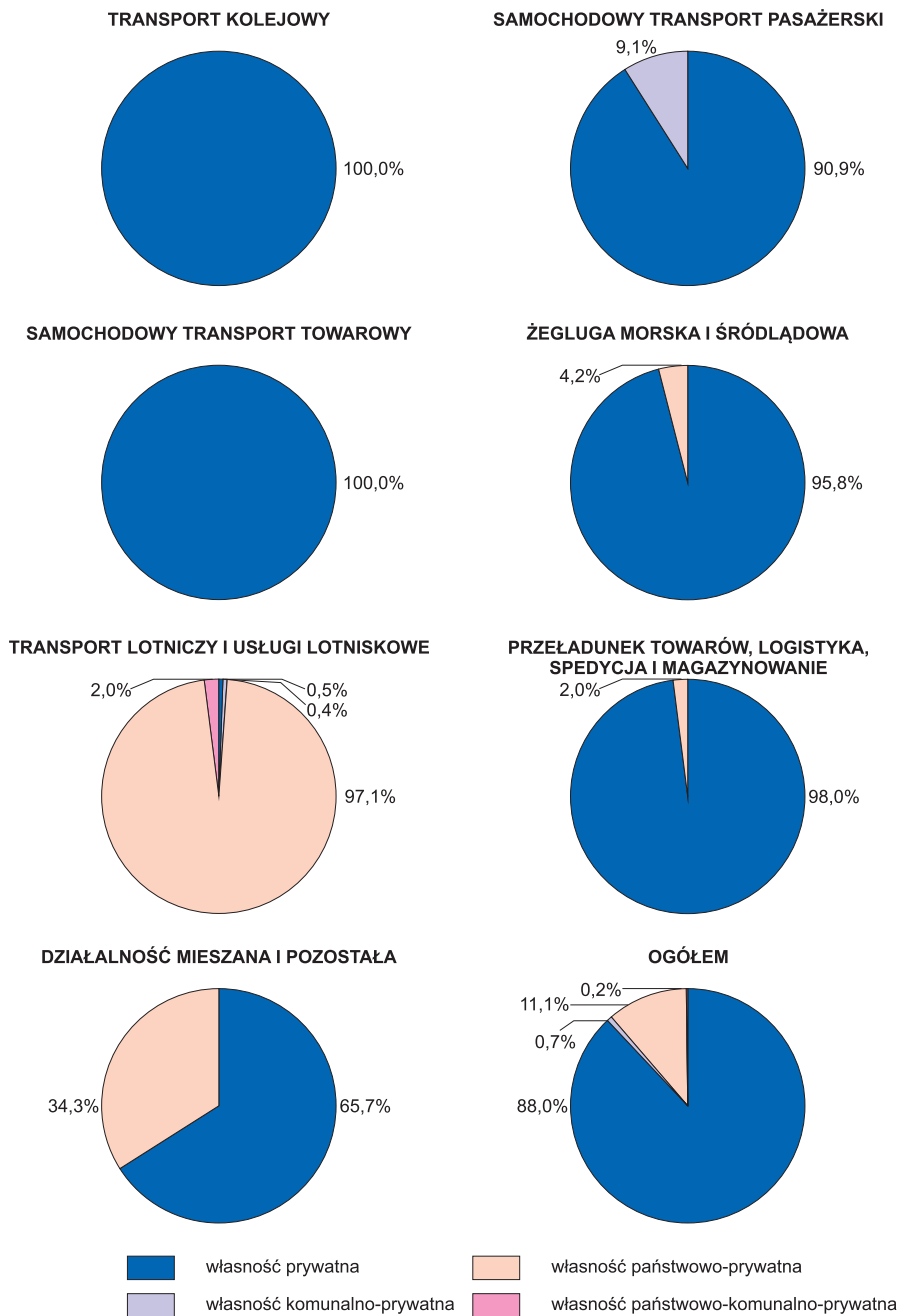 TRANSPORT KOLEJOWY
100,0%
SAMOCHODOWY TRANSPORT PASAŻERSKI
9,1%
90,9%
SAMOCHODOWY TRANSPORT TOWAROWY
100,0%
ŻEGLUGA MORSKA I ŚRÓDLĄDOWA
4,2%
95,8%
TRANSPORT LOTNICZY I USŁUGI LOTNISKOWE
2,0%
0,5%
0,4%
97,1%
PRZEŁADUNEK TOWARÓW, LOGISTYKA,
SPEDYCJA I MAGAZYNOWANIE
2,0%
98,0%
DZIAŁALNOŚĆ MIESZANA I POZOSTAŁA
34,3%
65,7%
OGÓŁEM
0,2%
11,1%
0,7%
88,0%
własność prywatna
własność państwowo-prywatna
własność komunalno-prywatna
własność państwowo-komunalno-prywatna